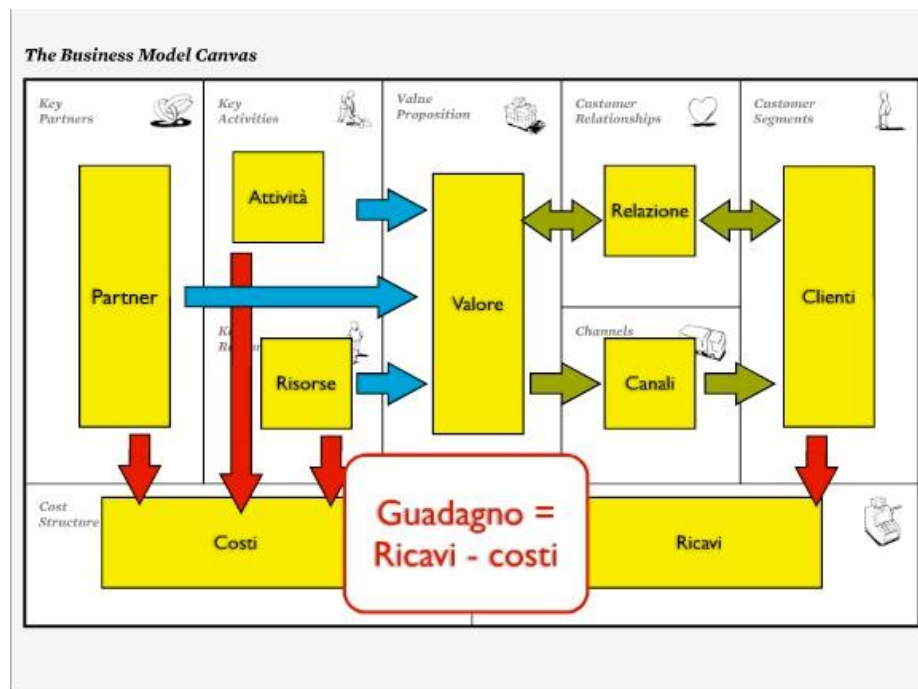 The Business Model Canvas
Key
Partners
Key
Activities
Value
Proposition
Customer
Relationships
Customer
Segments
Attività
Relazione
Partner
Valore
Clienti
Channels
Risorse
Canali
Cost
Structure
Costi
Guadagno =
Ricavi - costi
Ricavi